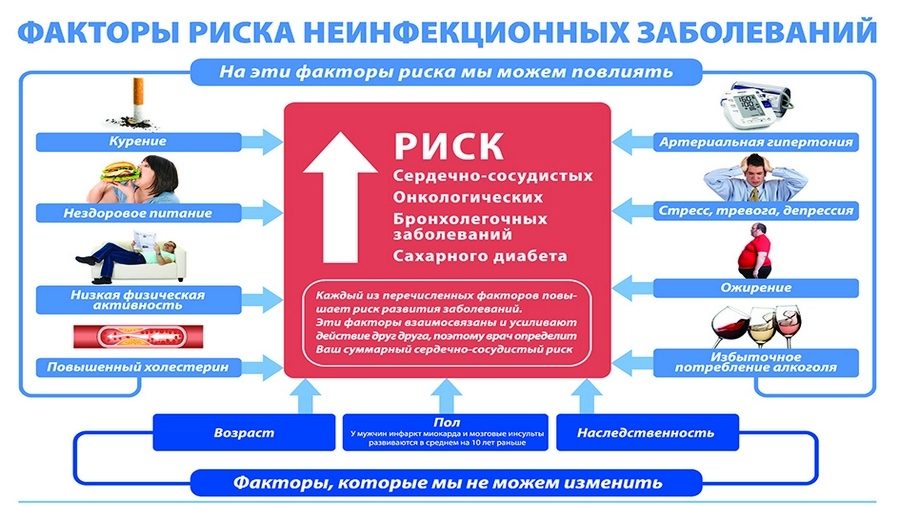 ФАКТОРЫ РИСКА НЕИНФЕКЦИОННЫХ ЗАБОЛЕВАНИЙ
На эти факторы риска мы можем повлиять
Курение
Нездоровое питание
Низкая физическая
активность
Повышенный холестерин
РИСК
Сердечно-сосудистых
Онкологических
Бронхолегочных
заболеваний
Сахарного диабета
Каждый из перечисленных факторов повы-
шает риск развития заболеваний.
Эти факторы взаимосвязаны и усиливают
действие друг друга, поэтому врач определит
Ваш суммарный сердечно-сосудистый риск
Артериальная гипертония
Стресс, тревога, депрессия
Ожирение
Избыточное
потребление алкоголя
Возраст
Пол
У мужчин инфаркт миокарда и мозговые инсульты
развиваются в среднем на 10 лет раньше
Наследственность
Факторы, которые мы не можем изменить